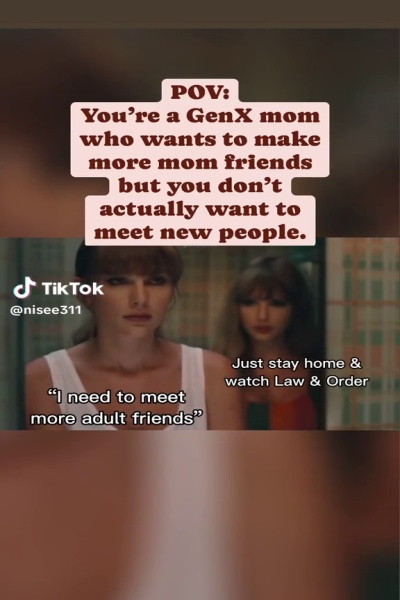 POV:
You're a GenX mom
who wants to make
more mom friends
but you don't
actually want to
meet new people.
TikTok
@nisee311
Just stay home &
watch Law & Order
"I need to meet
more adult friends"